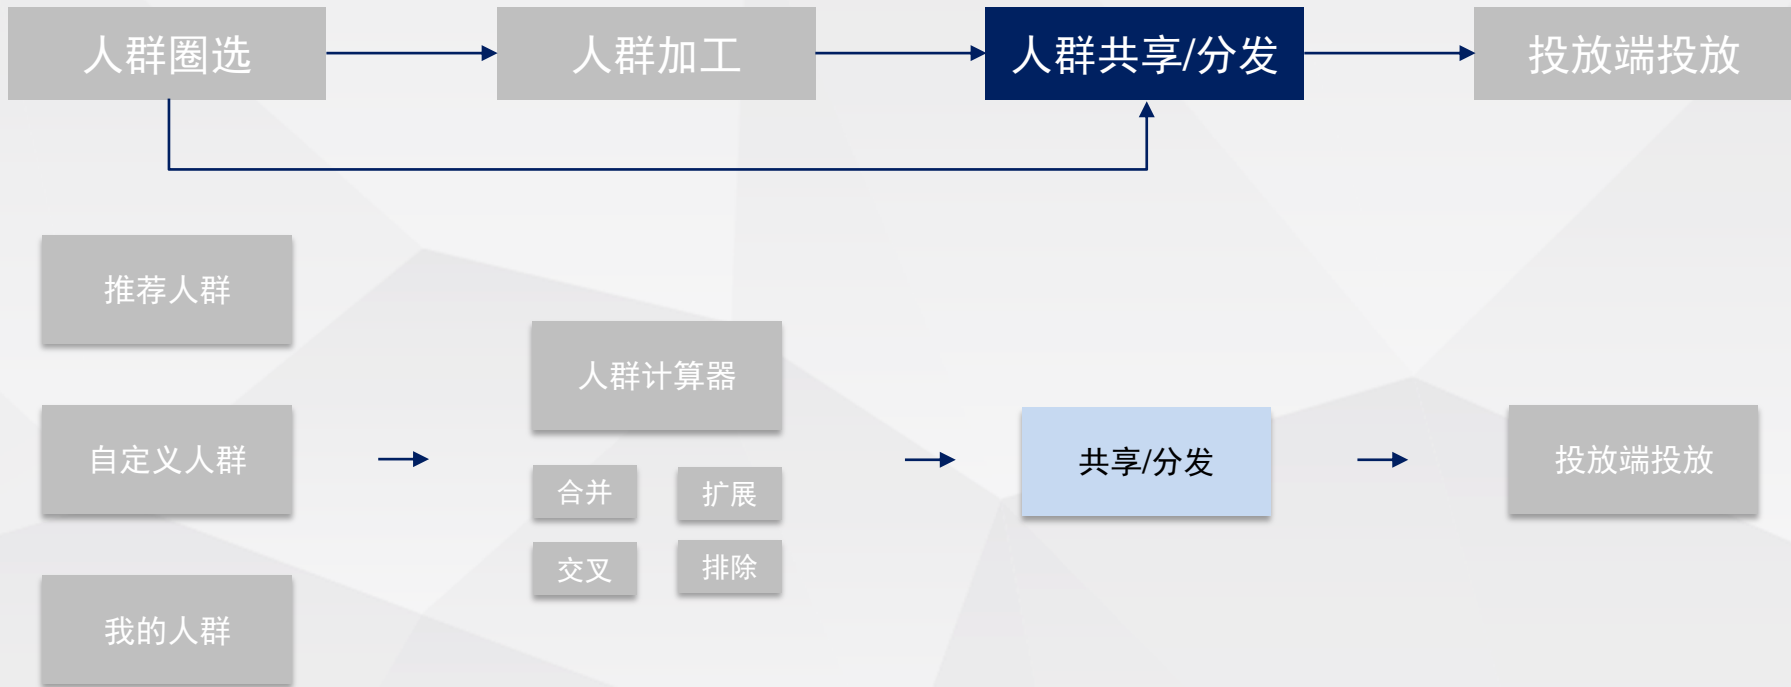 人群圈选
人群加工
人群共享/分发
投放端投放
推荐人群
自定义人群
我的人群
人群计算器
合并
扩展
交叉
排除
共享/分发
投放端投放